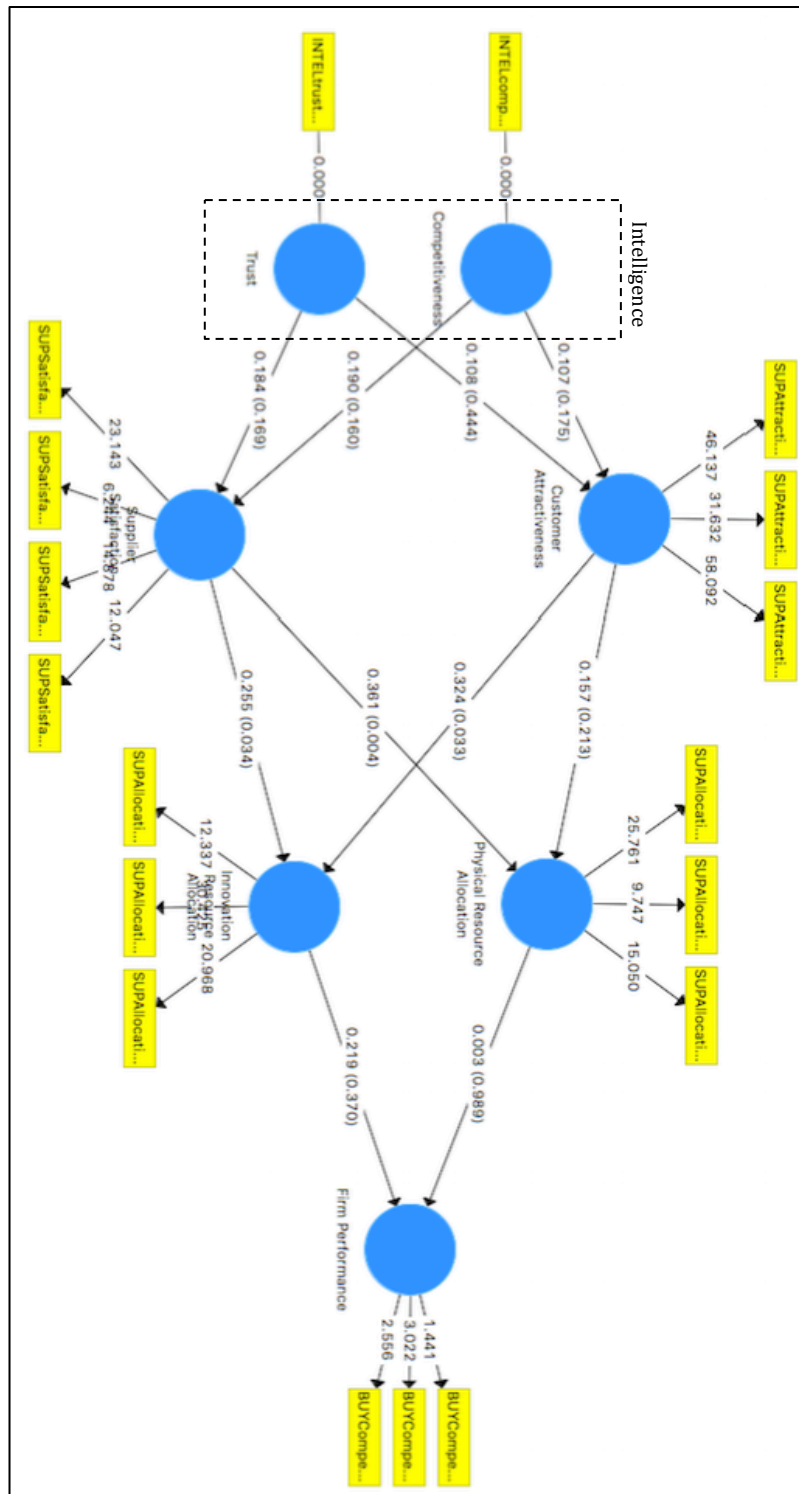 Intelligence
INTELcomp...
0.000
Competitiveness
INTELtrust...
0.000
Trust
0.107 (0.175)
0.108 (0.444)
0.190 (0.160)
0.184 (0.169)
SUPAttracti...
SUPAttracti...
SUPAttracti...
46.137
31.632
58.092
Customer
Attractiveness
SUPSatisfa...
SUPSatisfa...
SUPSatisfa...
SUPSatisfa...
23.143
12.047
Supplier
Satisfaction
0.157 (0.213)
0.324 (0.033)
0.361 (0.004)
0.255 (0.034)
SUPAllocati...
SUPAllocati...
SUPAllocati...
25.761
9.747
15.050
Physical Resource
Allocation
Innovation
Resource
Allocation
12.337
20.968
SUPAllocati...
SUPAllocati...
SUPAllocati...
0.003 (0.989)
0.219 (0.370)
Firm Performance
1.441
3.022
2.556
BUYCompe...
BUYCompe...
BUYCompe...